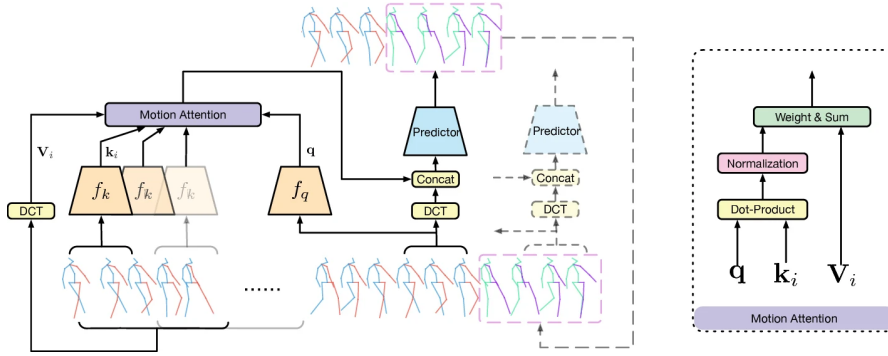 Motion Attention
Predictor
Predictor
V_i
k_i
q
f_k
f_k
f_k
f_q
Concat
Concat
DCT
DCT
DCT
......
Weight & Sum
Normalization
Dot-Product
q
k_i
V_i
Motion Attention